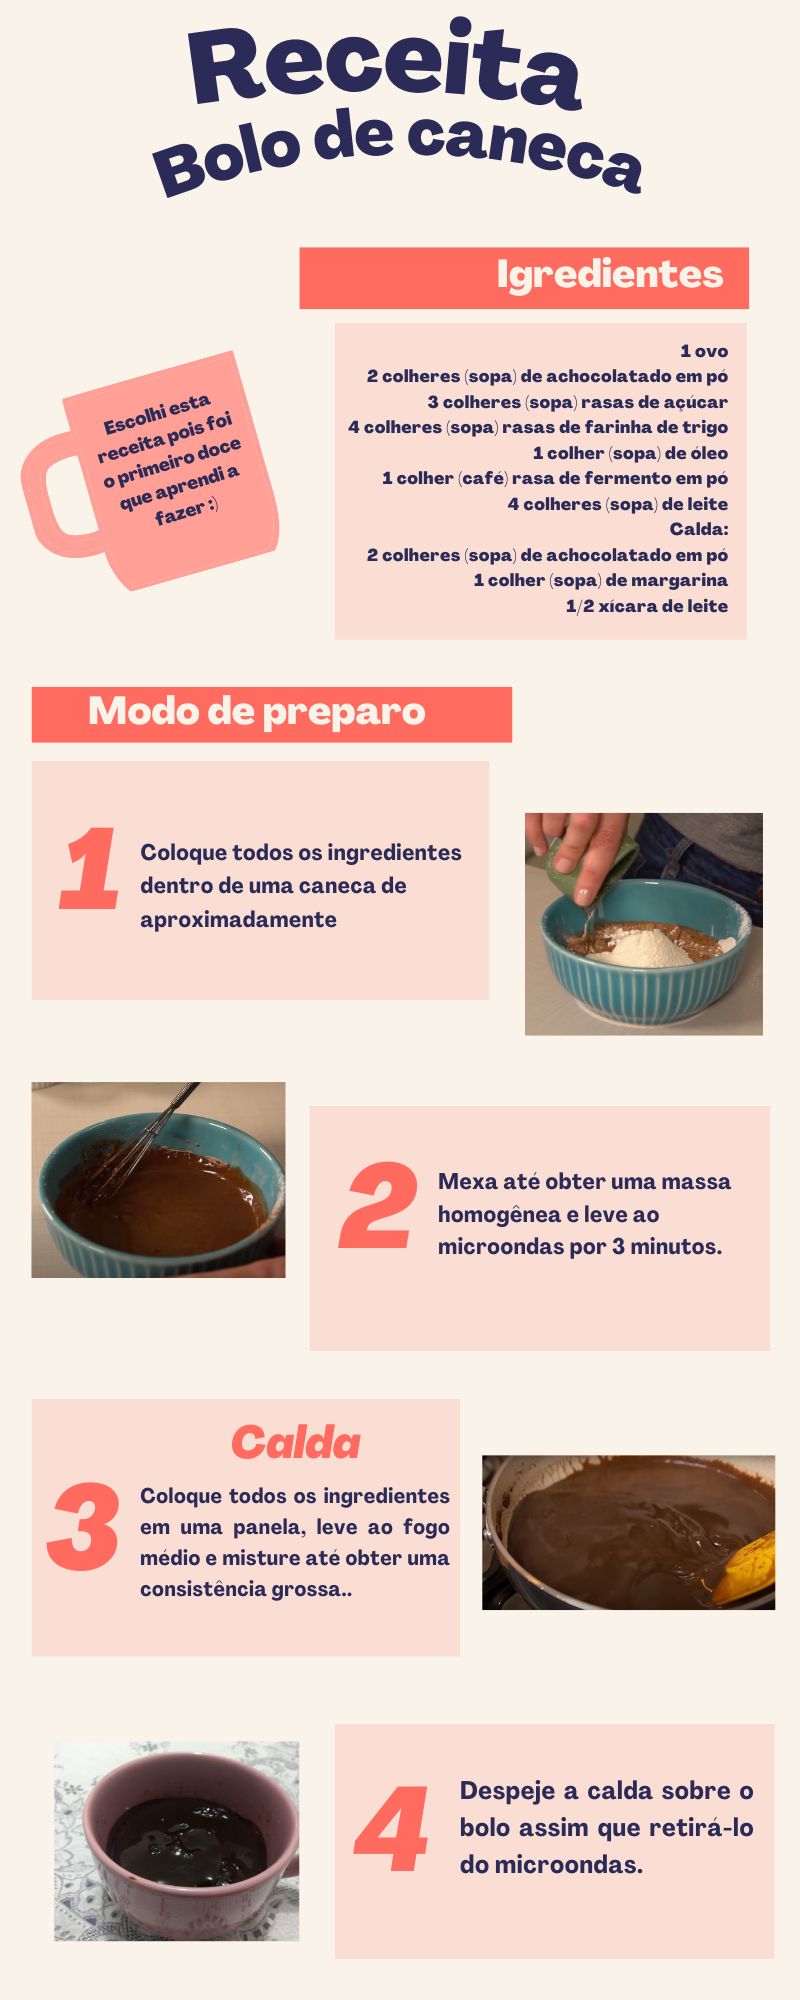 Receita
Bolo de caneca
Igredientes
1 ovo
2 colheres (sopa) de achocolatado em pó
3 colheres (sopa) rasas de açúcar
4 colheres (sopa) rasas de farinha de trigo
1 colher (sopa) de óleo
1 colher (café) rasa de fermento em pó
4 colheres (sopa) de leite
Calda:
2 colheres (sopa) de achocolatado em pó
1 colher (sopa) de margarina
1/2 xícara de leite
Escolhi esta
receita pois foi
o primeiro doce
que aprendi a
fazer :)
Modo de preparo
1
Coloque todos os ingredientes
dentro de uma caneca de
aproximadamente
2
Mexa até obter uma massa
homogênea e leve ao
microondas por 3 minutos.
Calda
3
Coloque todos os ingredientes
em uma panela, leve ao fogo
médio e misture até obter uma
consistência grossa..
4
Despeje a calda sobre o
bolo assim que retirá-lo
do microondas.